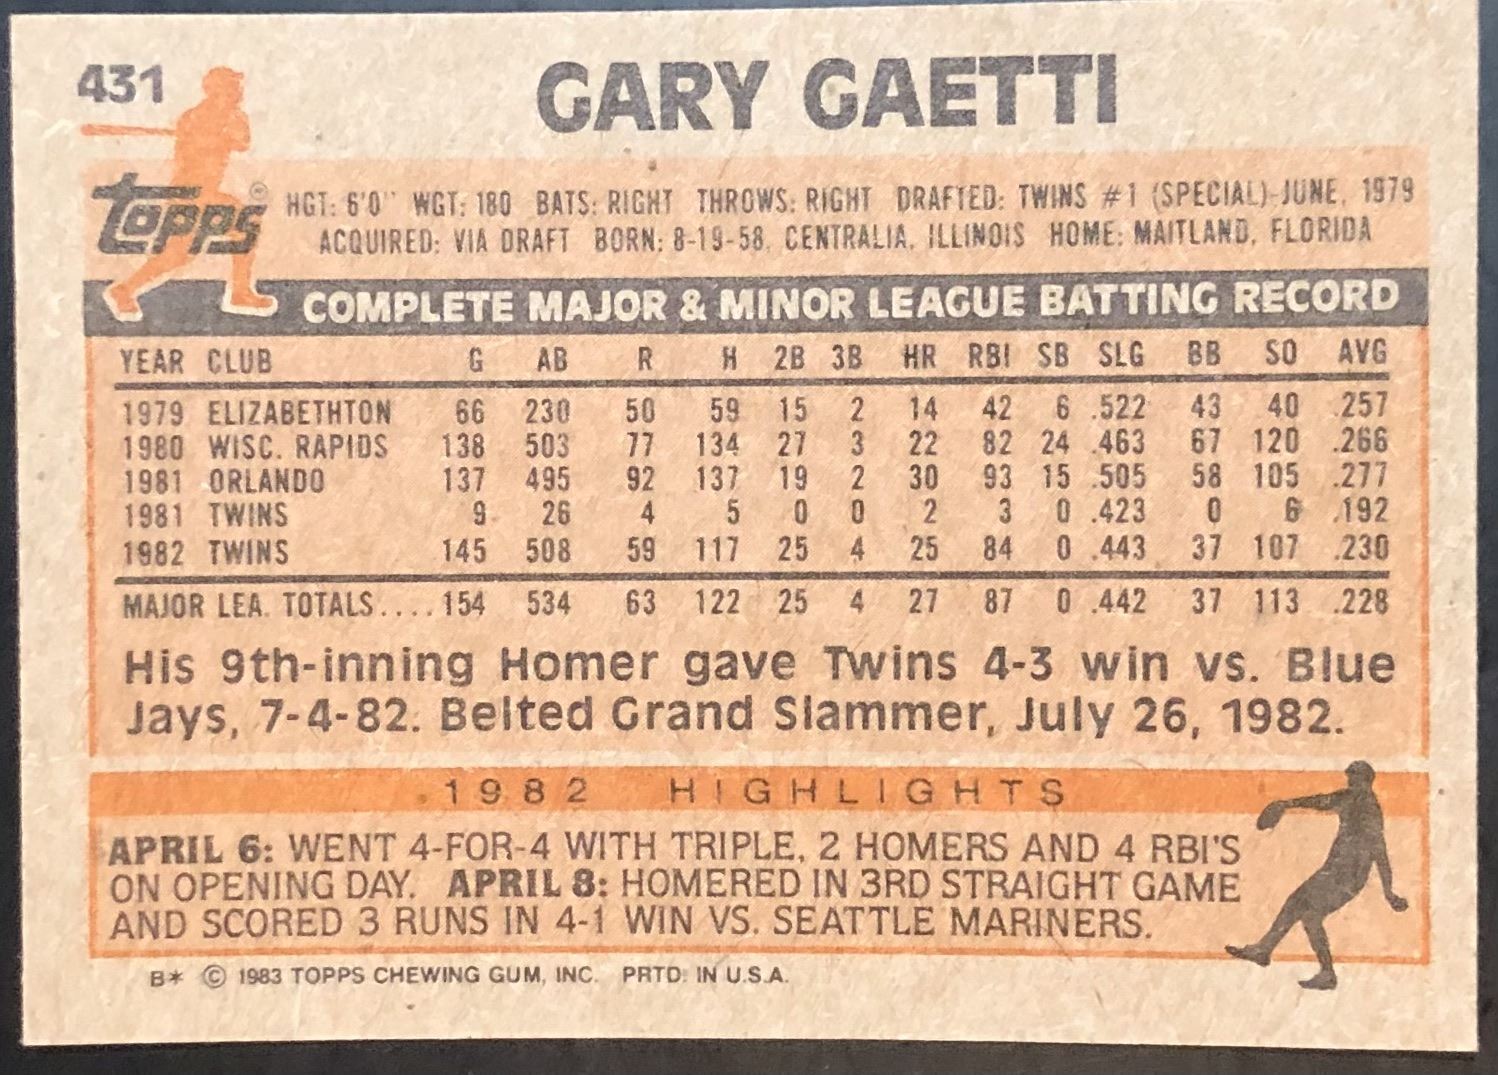 431
GARY GAETTI
Topps ©
HGT: 6'0" WGT: 180 BATS: RIGHT THROWS: RIGHT DRAFTED: TWINS #1 (SPECIAL)-JUNE, 1979
ACQUIRED: VIA DRAFT BORN: 8-19-58, CENTRALIA, ILLINOIS HOME: MAITLAND, FLORIDA
COMPLETE MAJOR & MINOR LEAGUE BATTING RECORD
YEAR CLUB G AB R H 2B 3B HR RBI SB SLG BB SO AVG
1979 ELIZABETHTON 66 230 50 59 15 2 14 42 6 .522 43 40 .257
1980 WISC. RAPIDS 138 503 77 134 27 3 22 82 24 .463 67 120 .266
1981 ORLANDO 137 495 92 137 19 2 30 93 15 .505 58 105 .277
1981 TWINS 9 26 4 5 0 0 2 3 0 .423 0 6 .192
1982 TWINS 145 508 59 117 25 4 25 84 0 .443 37 107 .230
MAJOR LEA. TOTALS.... 154 534 63 122 25 4 27 87 0 .442 37 113 .228
His 9th-inning Homer gave Twins 4-3 win vs. Blue
Jays, 7-4-82. Belted Grand Slammer, July 26, 1982.
1982 HIGHLIGHTS
APRIL 6: WENT 4-FOR-4 WITH TRIPLE, 2 HOMERS AND 4 RBI'S
ON OPENING DAY. APRIL 8: HOMERED IN 3RD STRAIGHT GAME
AND SCORED 3 RUNS IN 4-1 WIN VS. SEATTLE MARINERS.
B* © 1983 TOPPS CHEWING GUM, INC. PRTD. IN U.S.A.